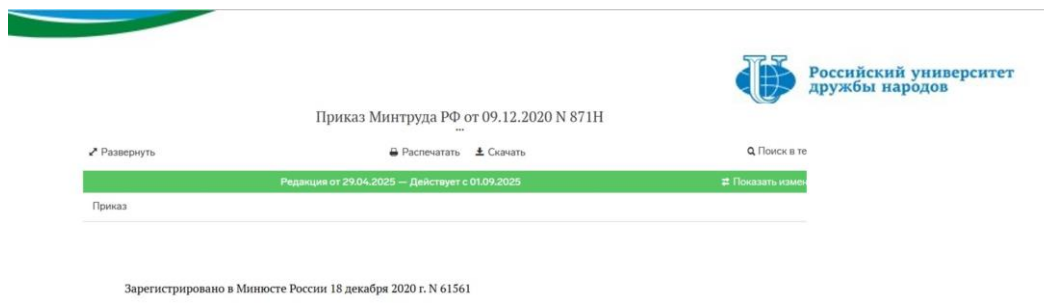 Российский университет
дружбы народов
Приказ Минтруда РФ от 09.12.2020 N 871Н
...
Развернуть
Распечатать Скачать
Поиск в те
Редакция от 29.04.2025 — Действует с 01.09.2025
Показать измен
Приказ
Зарегистрировано в Минюсте России 18 декабря 2020 г. N 61561